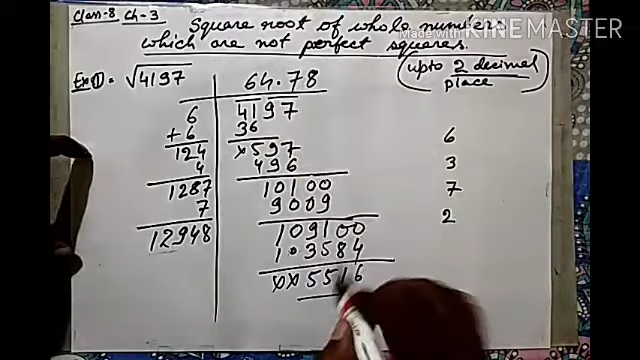 Class-8 Ch-3 Square root of whole numbers
which are not perfect squares.
Made with KINEMASTER
(upto 2 decimal
place)
Ex① = √4197 64.78
6 4197
+6 36
124 ×597
4 496
1287 10100
7 9009
12948 109100
103584
××5516
6
3
7
2